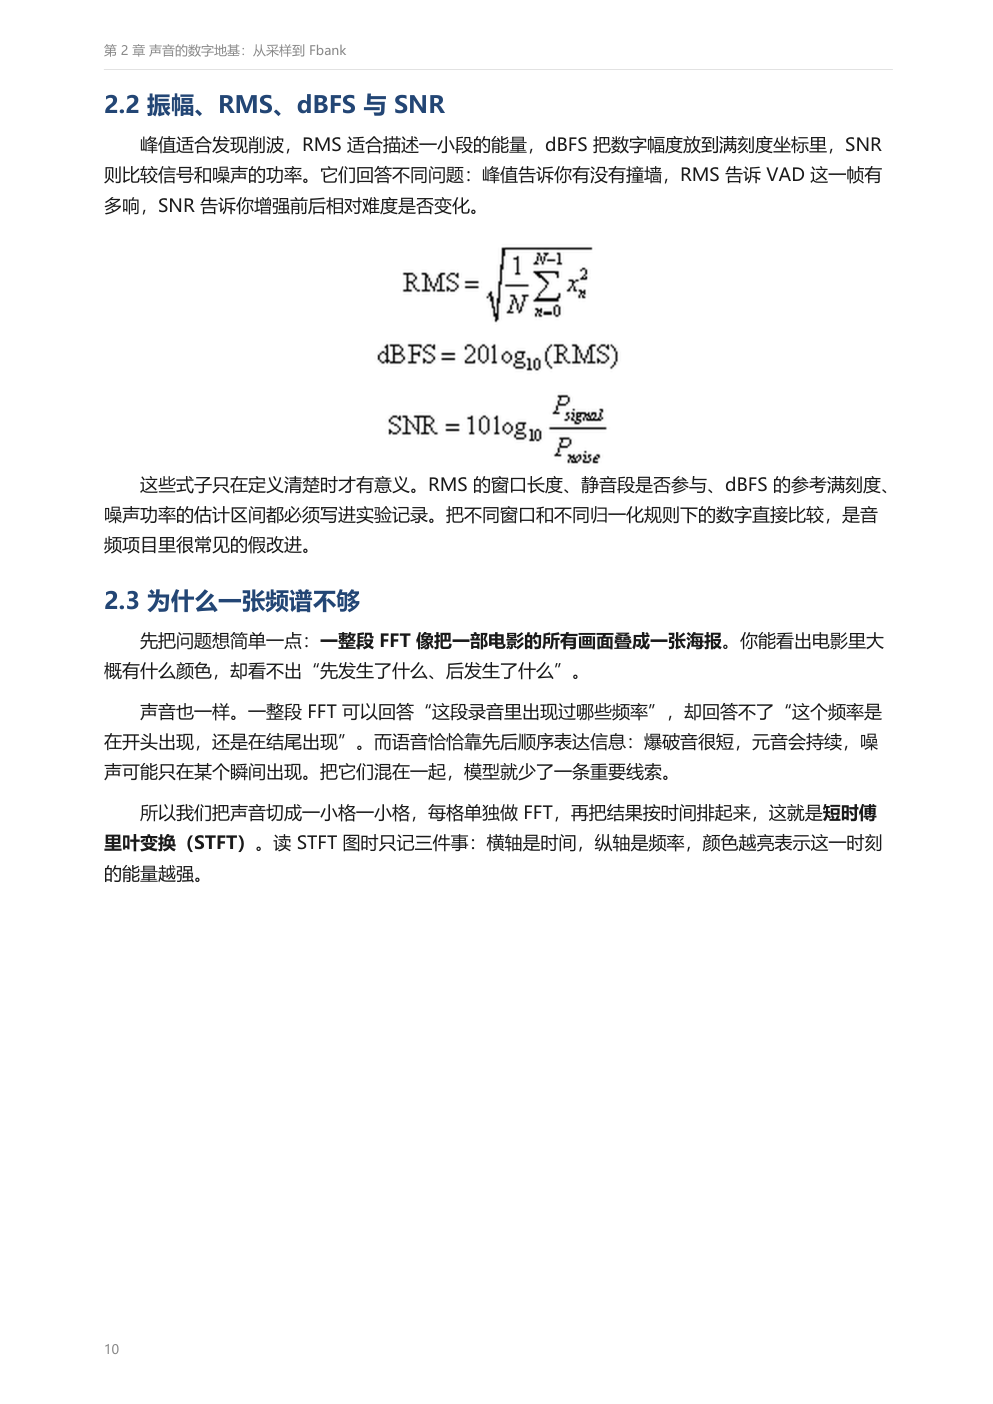 第 2 章 声音的数字地基：从采样到 Fbank
2.2 振幅、RMS、dBFS 与 SNR
峰值适合发现削波，RMS 适合描述一小段的能量，dBFS 把数字幅度放到满刻度坐标里，SNR
则比较信号和噪声的功率。它们回答不同问题：峰值告诉你有没有撞墙，RMS 告诉 VAD 这一帧有
多响，SNR 告诉你增强前后相对难度是否变化。
RMS = √(1/N ∑_{n=0}^{N−1} x_n^2)
dBFS = 20log₁₀(RMS)
SNR = 10log₁₀ P_signal/P_noise
这些式子只在定义清楚时才有意义。RMS 的窗口长度、静音段是否参与、dBFS 的参考满刻度、
噪声功率的估计区间都必须写进实验记录。把不同窗口和不同归一化规则下的数字直接比较，是音
频项目里很常见的假改进。
2.3 为什么一张频谱不够
先把问题想简单一点：一整段 FFT 像把一部电影的所有画面叠成一张海报。你能看出电影里大
概有什么颜色，却看不出“先发生了什么、后发生了什么”。
声音也一样。一整段 FFT 可以回答“这段录音里出现过哪些频率”，却回答不了“这个频率是
在开头出现，还是在结尾出现”。而语音恰恰靠先后顺序表达信息：爆破音很短，元音会持续，噪
声可能只在某个瞬间出现。把它们混在一起，模型就少了一条重要线索。
所以我们把声音切成一小格一小格，每格单独做 FFT，再把结果按时间排起来，这就是短时傅
里叶变换（STFT）。读 STFT 图时只记三件事：横轴是时间，纵轴是频率，颜色越亮表示这一时刻
的能量越强。
10